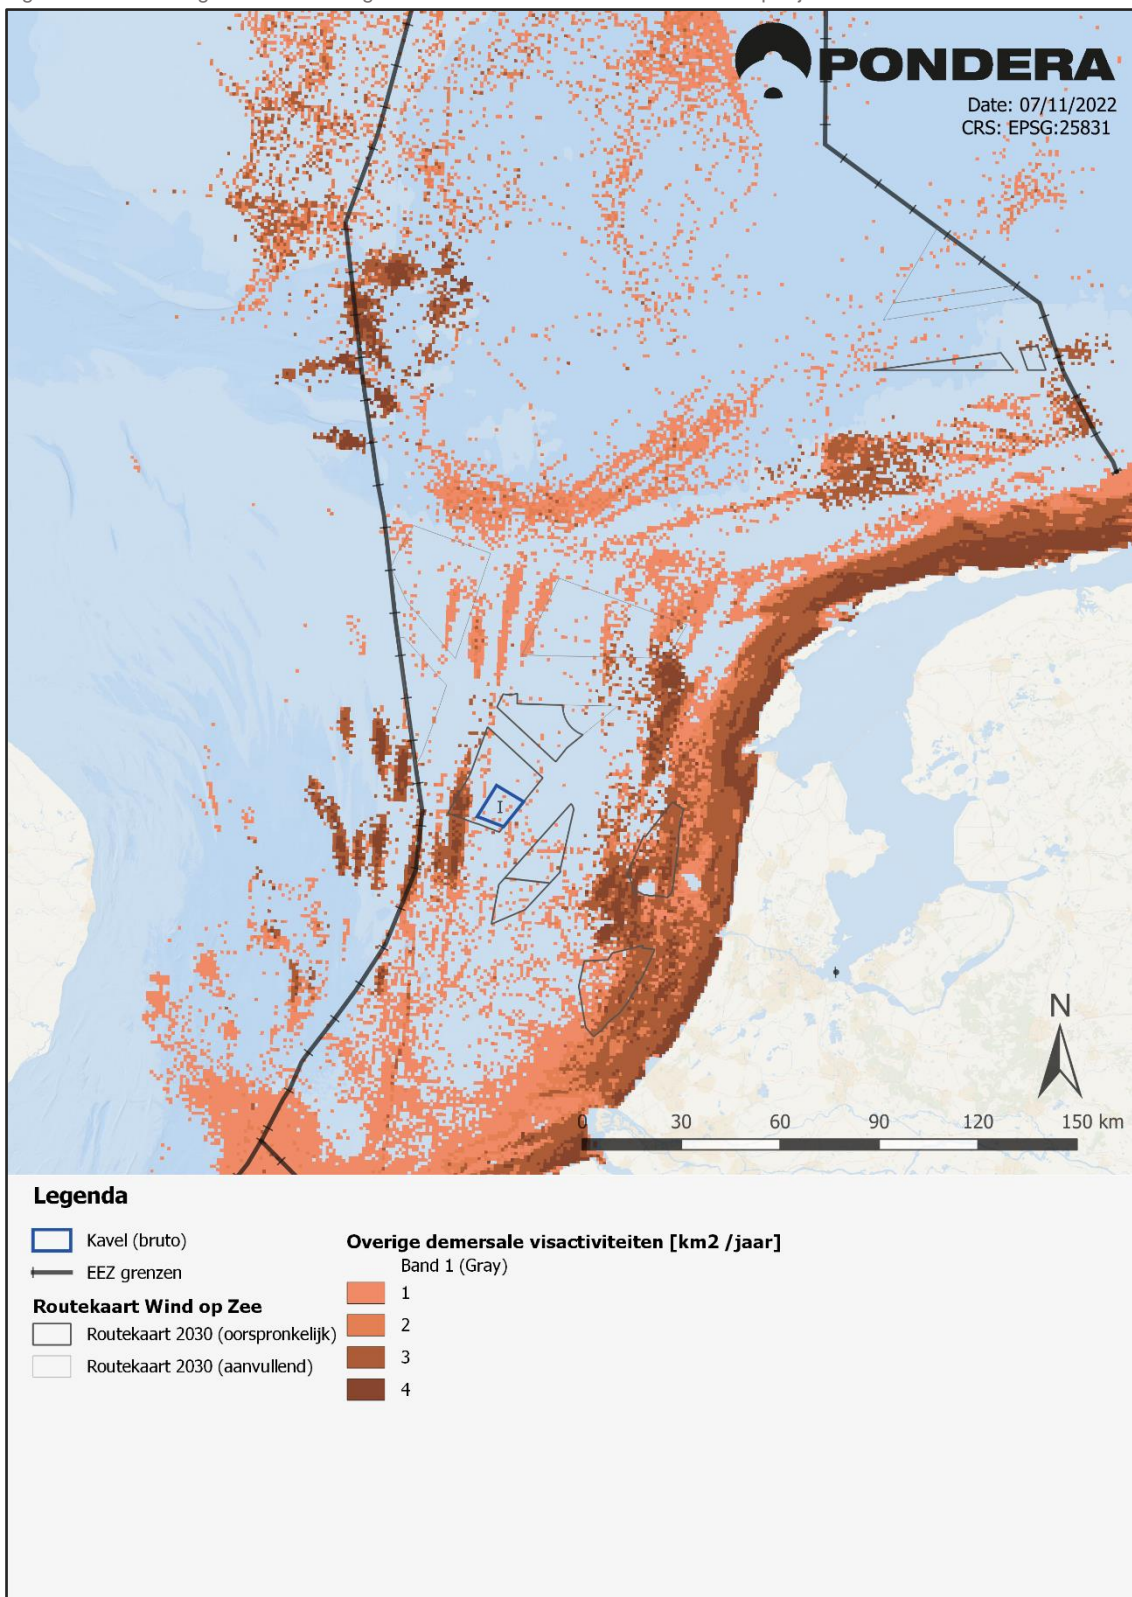 PONDERA
Date: 07/11/2022
CRS: EPSG:25831
I
N
0 30 60 90 120 150 km
Legenda
Kavel (bruto)
EEZ grenzen
Routekaart Wind op Zee
Routekaart 2030 (oorspronkelijk)
Routekaart 2030 (aanvullend)
Overige demersale visactiviteiten [km2 /jaar]
Band 1 (Gray)
1
2
3
4